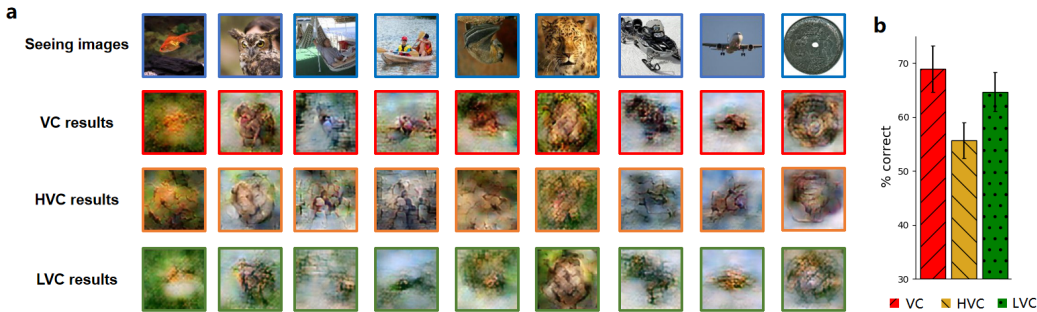 a
Seeing images
VC results
HVC results
LVC results
b
% correct
70
60
50
40
30
VC
HVC
LVC